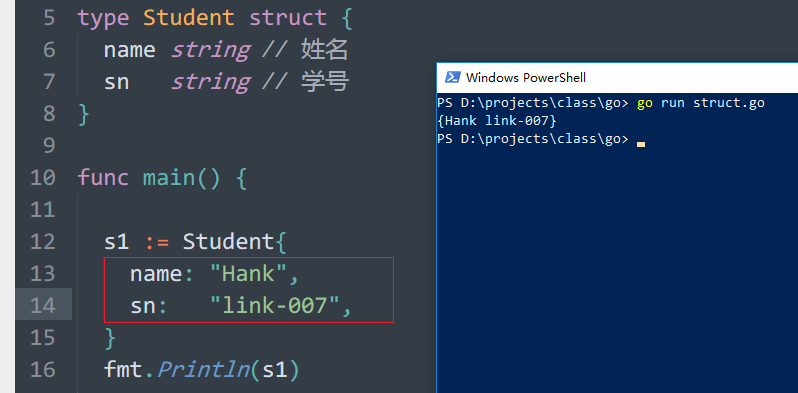 5 type Student struct {
6 name string // 姓名
7 sn string // 学号
8 }
9
10 func main() {
11
12 s1 := Student{
13 name: "Hank",
14 sn: "link-007",
15 }
16 fmt.Println(s1)
Windows PowerShell
PS D:\projects\class\go> go run struct.go
{Hank link-007}
PS D:\projects\class\go>